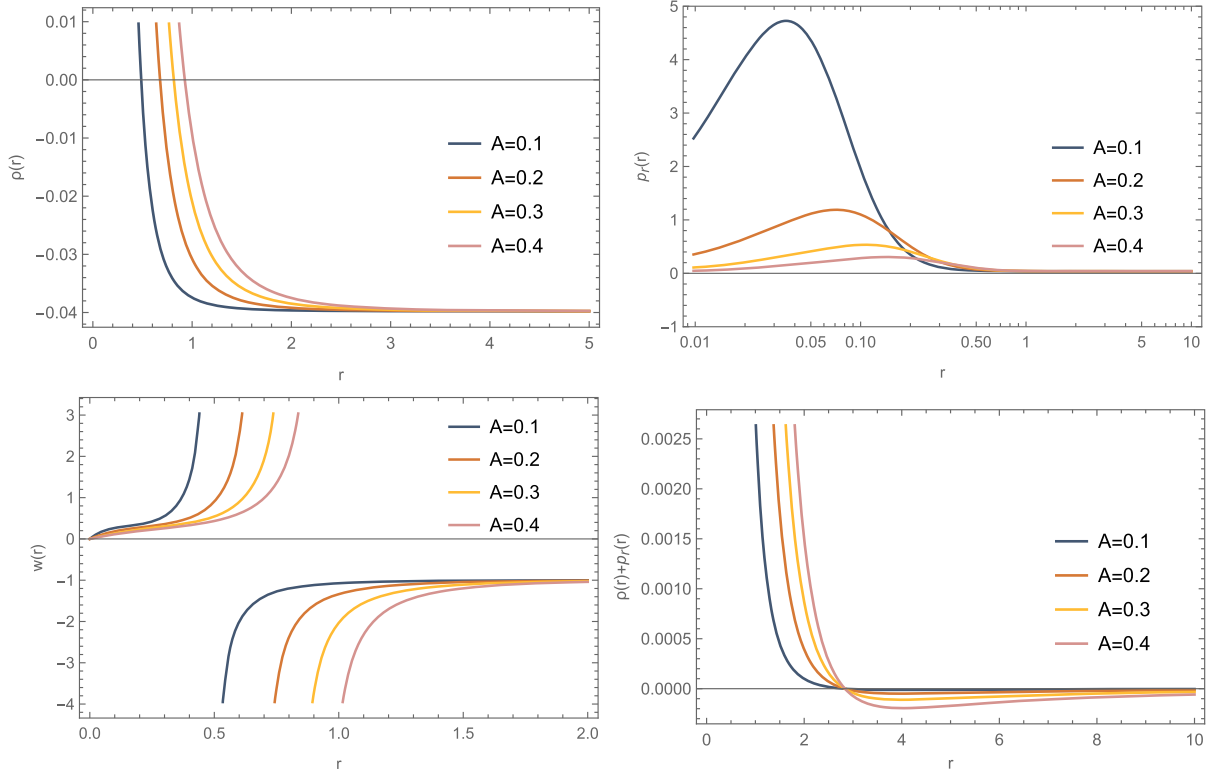 0.01
0.00
−0.01
−0.02
−0.03
−0.04
ρ(r)
0 1 2 3 4 5
r
A=0.1
A=0.2
A=0.3
A=0.4
5
4
3
2
1
0
−1
p_r(r)
0.01 0.05 0.10 0.50 1 5 10
r
A=0.1
A=0.2
A=0.3
A=0.4
3
2
1
0
−1
−2
−3
−4
w(r)
0.0 0.5 1.0 1.5 2.0
r
A=0.1
A=0.2
A=0.3
A=0.4
0.0025
0.0020
0.0015
0.0010
0.0005
0.0000
ρ(r)+p_r(r)
0 2 4 6 8 10
r
A=0.1
A=0.2
A=0.3
A=0.4